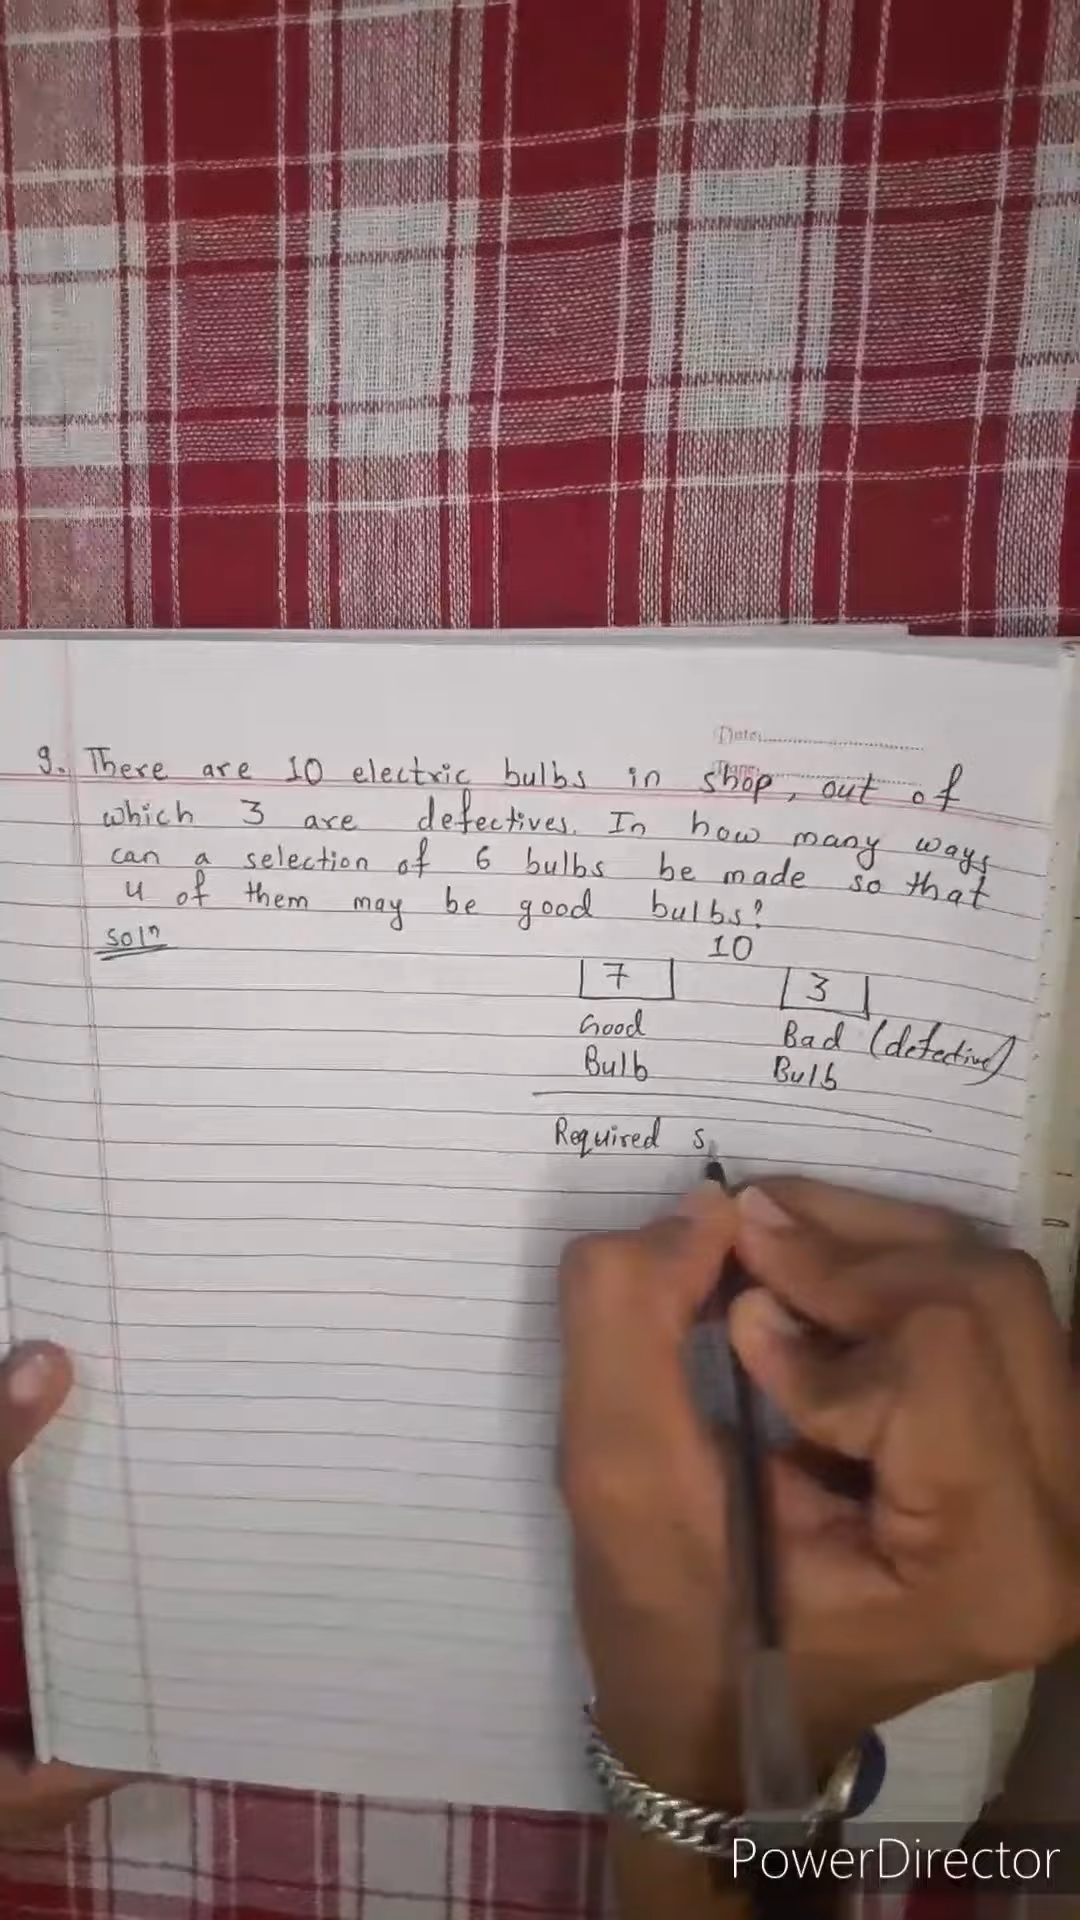 Date:
9. There are 10 electric bulbs in shop, out of
which 3 are defectives. In how many ways
can a selection of 6 bulbs be made so that
4 of them may be good bulbs?
Solⁿ
10
7 3
Good Bad (defective)
Bulb Bulb
Required s
PowerDirector